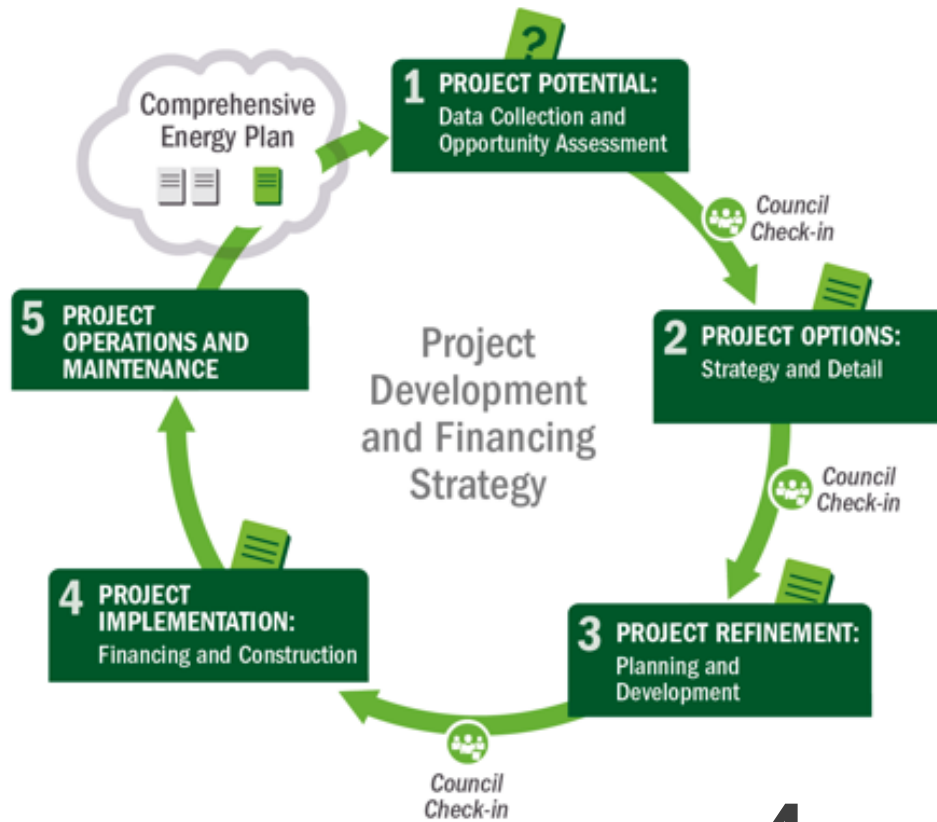 Comprehensive
Energy Plan
?
1 PROJECT POTENTIAL:
Data Collection and
Opportunity Assessment
Council
Check-in
2 PROJECT OPTIONS:
Strategy and Detail
Council
Check-in
3 PROJECT REFINEMENT:
Planning and
Development
Council
Check-in
4 PROJECT
IMPLEMENTATION:
Financing and Construction
5 PROJECT
OPERATIONS AND
MAINTENANCE
Project
Development
and Financing
Strategy